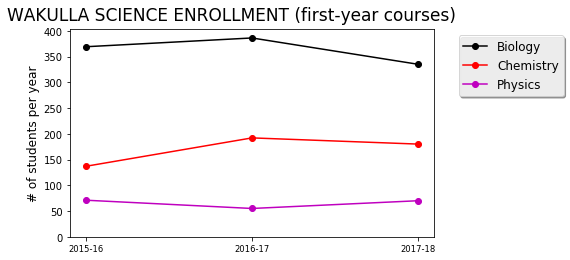 WAKULLA SCIENCE ENROLLMENT (first-year courses)
# of students per year
400
350
300
250
200
150
100
50
0
2015-16
2016-17
2017-18
Biology
Chemistry
Physics